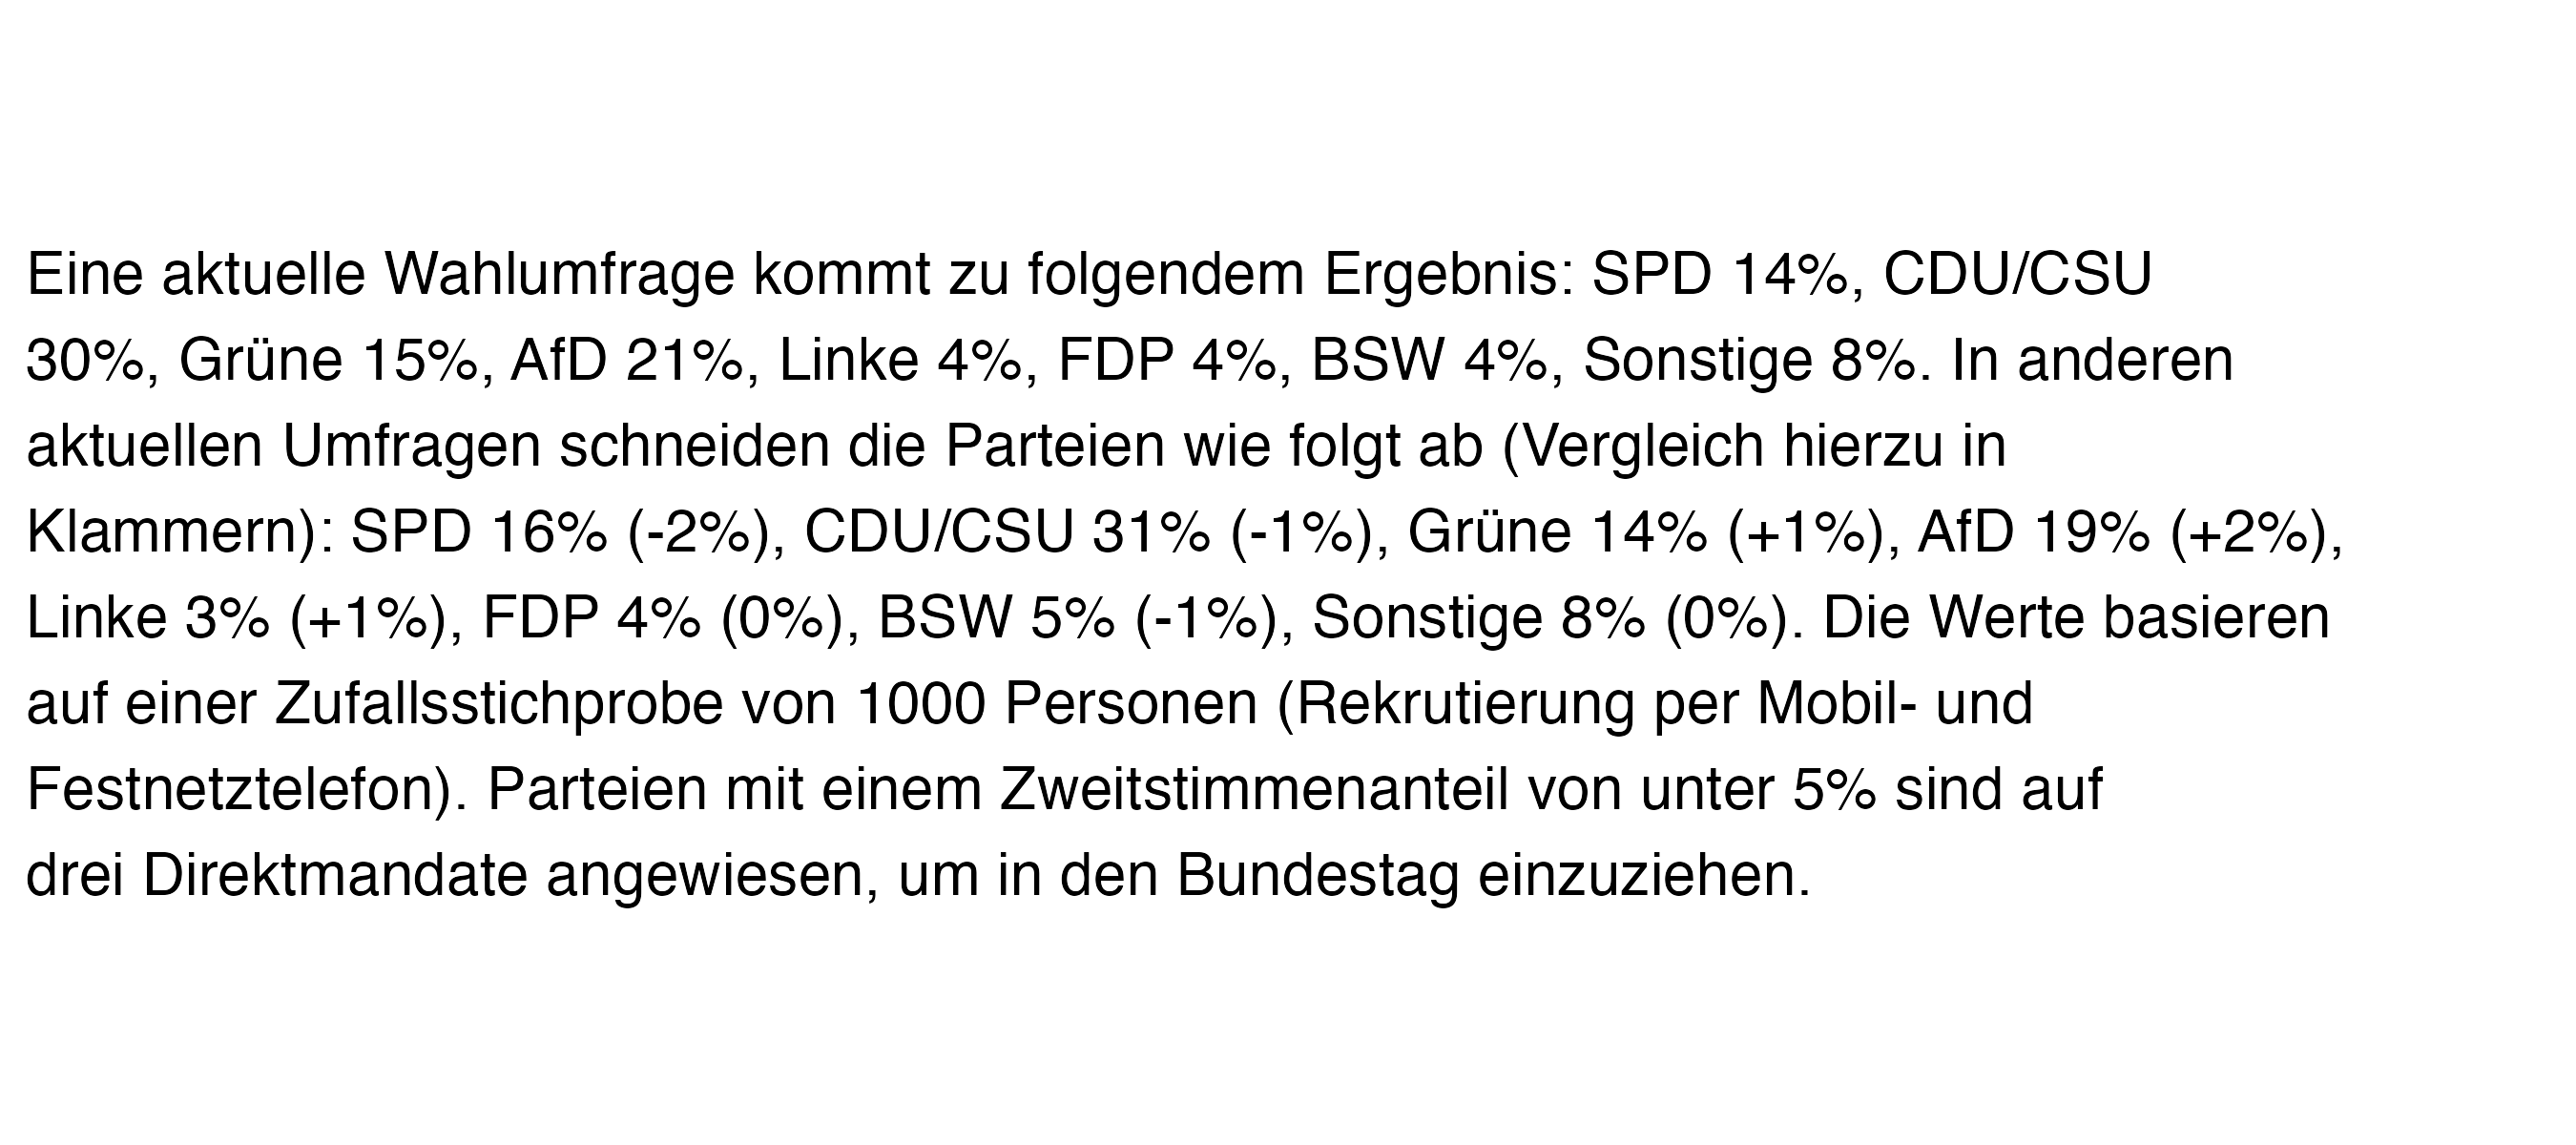 Eine aktuelle Wahlumfrage kommt zu folgendem Ergebnis: SPD 14%, CDU/CSU
30%, Grüne 15%, AfD 21%, Linke 4%, FDP 4%, BSW 4%, Sonstige 8%. In anderen
aktuellen Umfragen schneiden die Parteien wie folgt ab (Vergleich hierzu in
Klammern): SPD 16% (-2%), CDU/CSU 31% (-1%), Grüne 14% (+1%), AfD 19% (+2%),
Linke 3% (+1%), FDP 4% (0%), BSW 5% (-1%), Sonstige 8% (0%). Die Werte basieren
auf einer Zufallsstichprobe von 1000 Personen (Rekrutierung per Mobil- und
Festnetztelefon). Parteien mit einem Zweitstimmenanteil von unter 5% sind auf
drei Direktmandate angewiesen, um in den Bundestag einzuziehen.